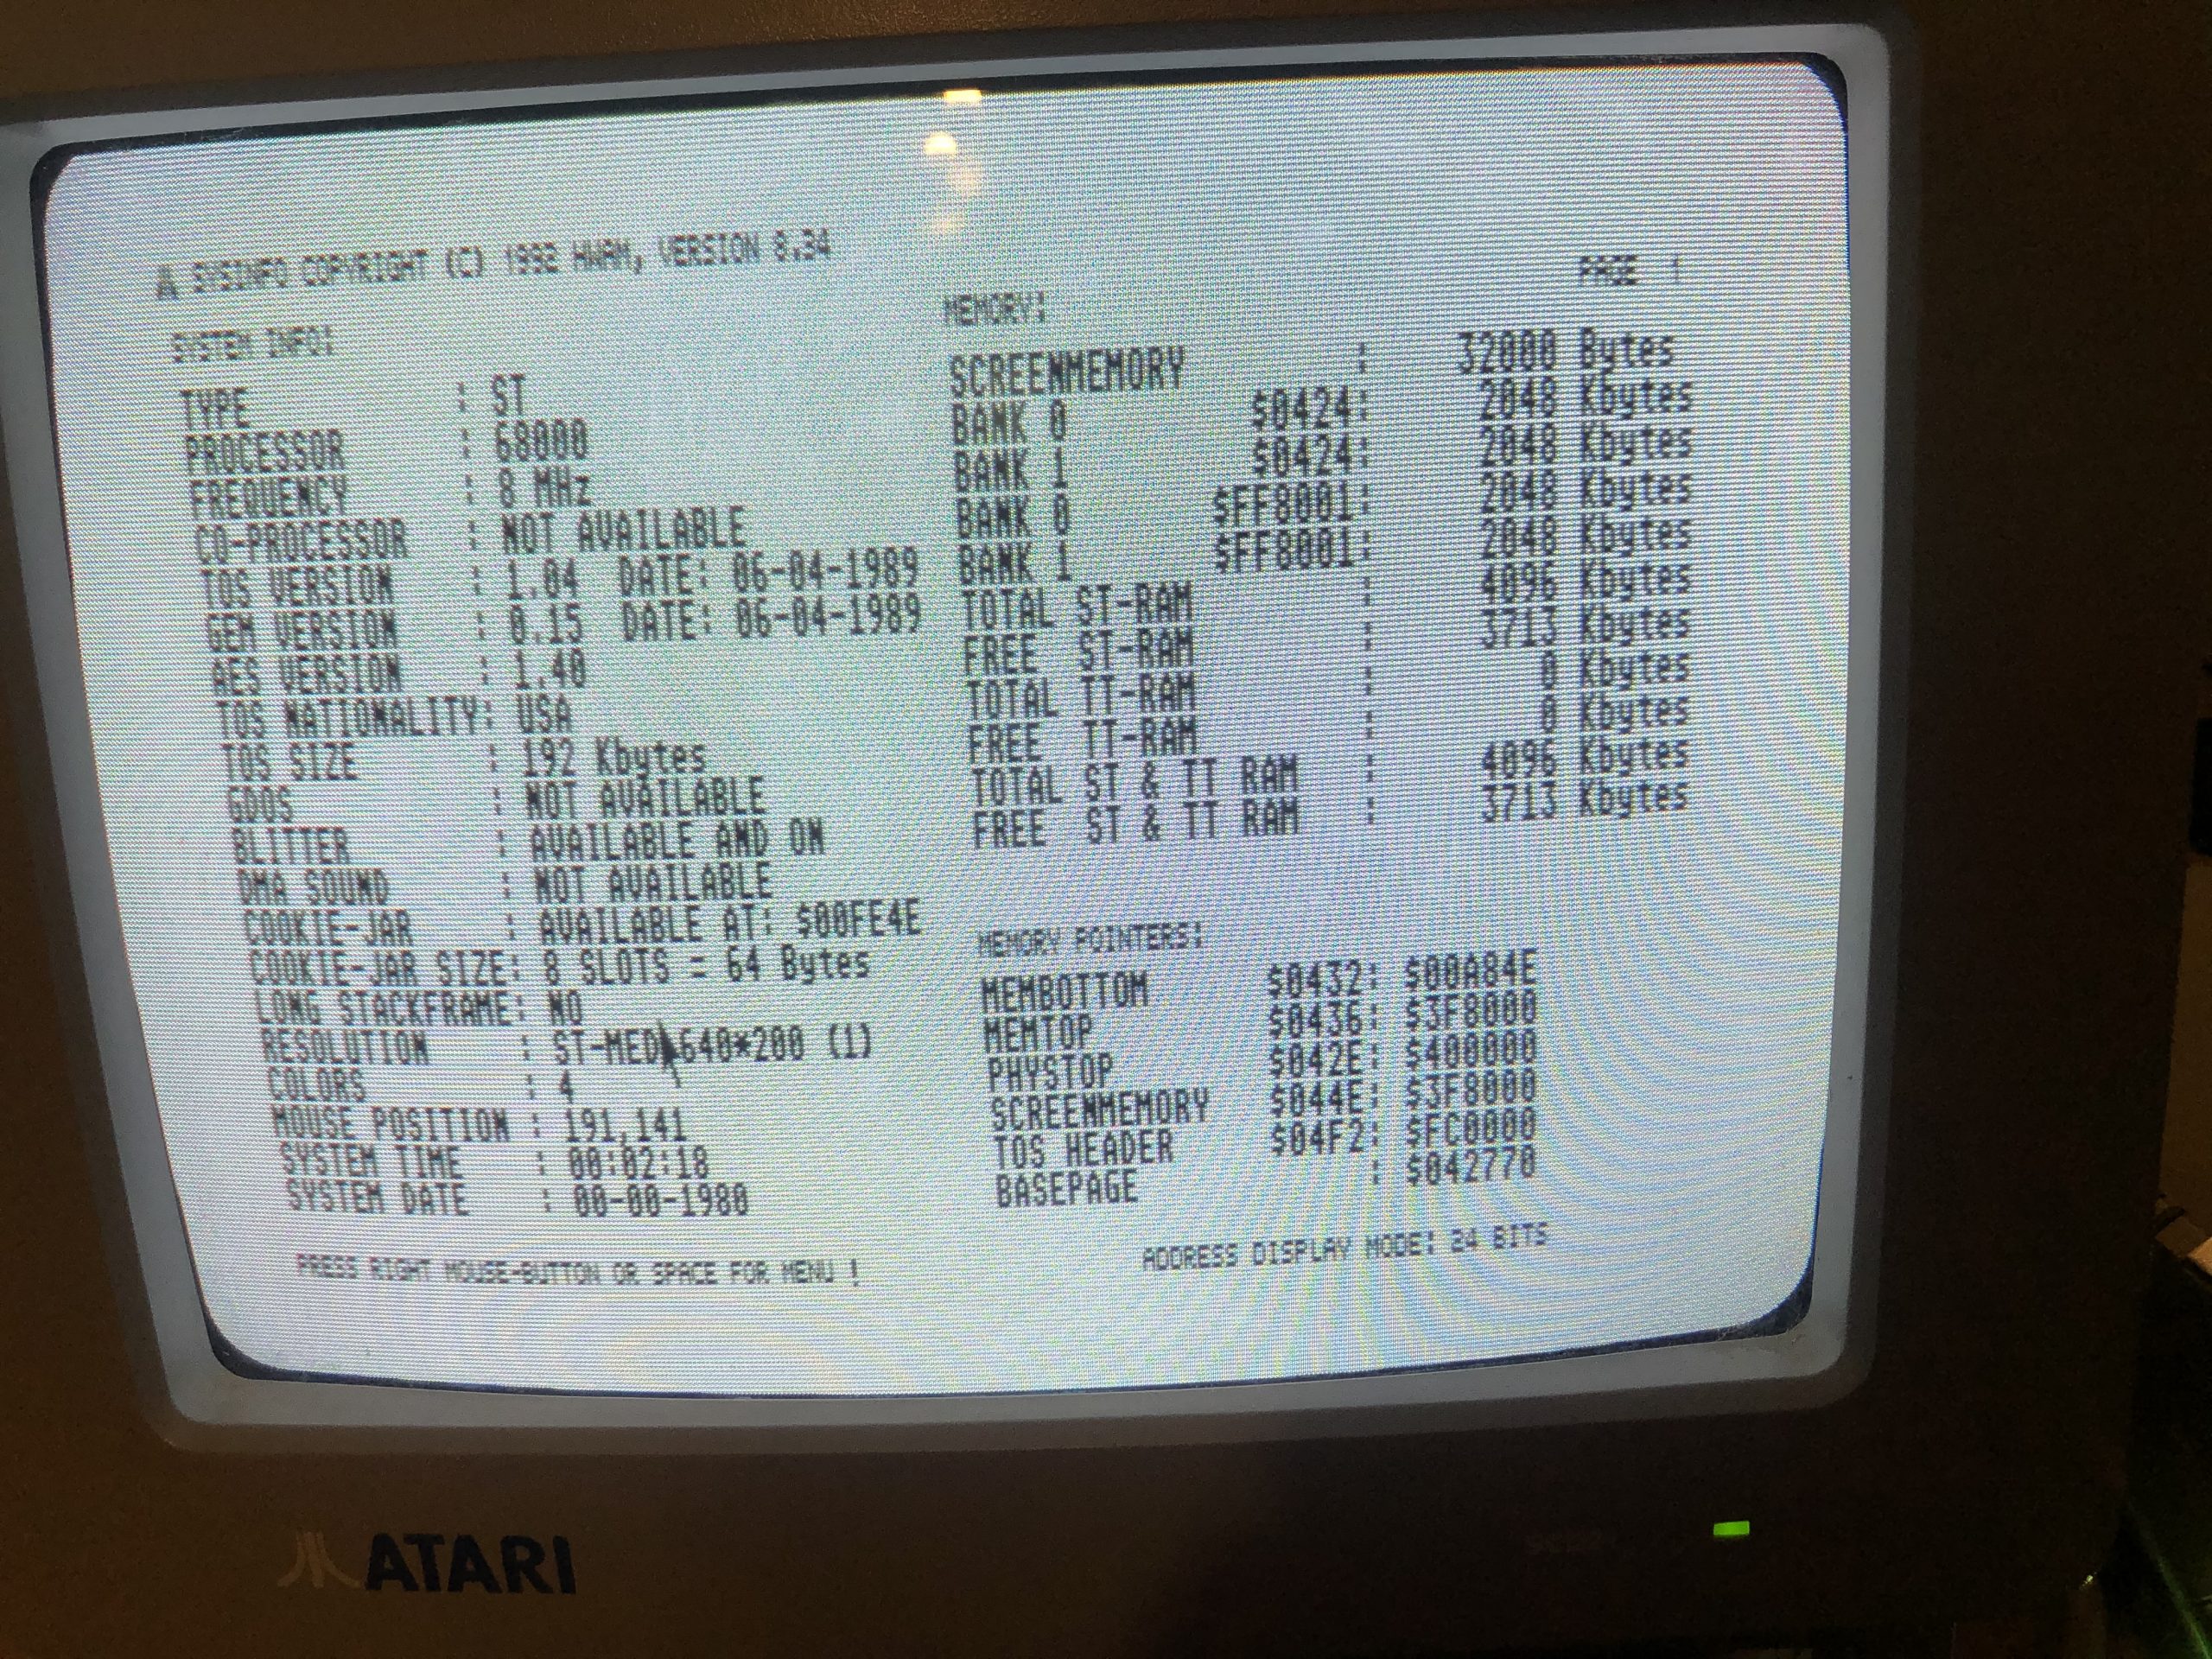 SYSINFO COPYRIGHT (C) 1992 HWAM, VERSION 8.34
PAGE 1
SYSTEM INFO:
TYPE : ST
PROCESSOR : 68000
FREQUENCY : 8 MHz
CO-PROCESSOR : NOT AVAILABLE
TOS VERSION : 1.04 DATE: 06-04-1989
GEM VERSION : 0.15 DATE: 06-04-1989
AES VERSION : 1.40
TOS NATIONALITY: USA
TOS SIZE : 192 Kbytes
GDOS : NOT AVAILABLE
BLITTER : AVAILABLE AND ON
DMA SOUND : NOT AVAILABLE
COOKIE-JAR : AVAILABLE AT: $00FE4E
COOKIE-JAR SIZE: 8 SLOTS = 64 Bytes
LONG STACKFRAME: NO
RESOLUTION : ST-MED 640*200 (1)
COLORS : 4
MOUSE POSITION : 191,141
SYSTEM TIME : 00:02:18
SYSTEM DATE : 00-00-1980
MEMORY:
SCREENMEMORY : 32000 Bytes
BANK 0 $0424: 2048 Kbytes
BANK 1 $0424: 2048 Kbytes
BANK 0 $FF8001: 2048 Kbytes
BANK 1 $FF8001: 2048 Kbytes
TOTAL ST-RAM : 4096 Kbytes
FREE ST-RAM : 3713 Kbytes
TOTAL TT-RAM : 0 Kbytes
FREE TT-RAM : 0 Kbytes
TOTAL ST & TT RAM : 4096 Kbytes
FREE ST & TT RAM : 3713 Kbytes
MEMORY POINTERS:
MEMBOTTOM $0432: $00A84E
MEMTOP $0436: $3F8000
PHYSTOP $042E: $400000
SCREENMEMORY $044E: $3F8000
TOS HEADER $04F2: $FC0000
BASEPAGE : $042770
PRESS RIGHT MOUSE-BUTTON OR SPACE FOR MENU !
ADDRESS DISPLAY MODE: 24 BITS
ATARI